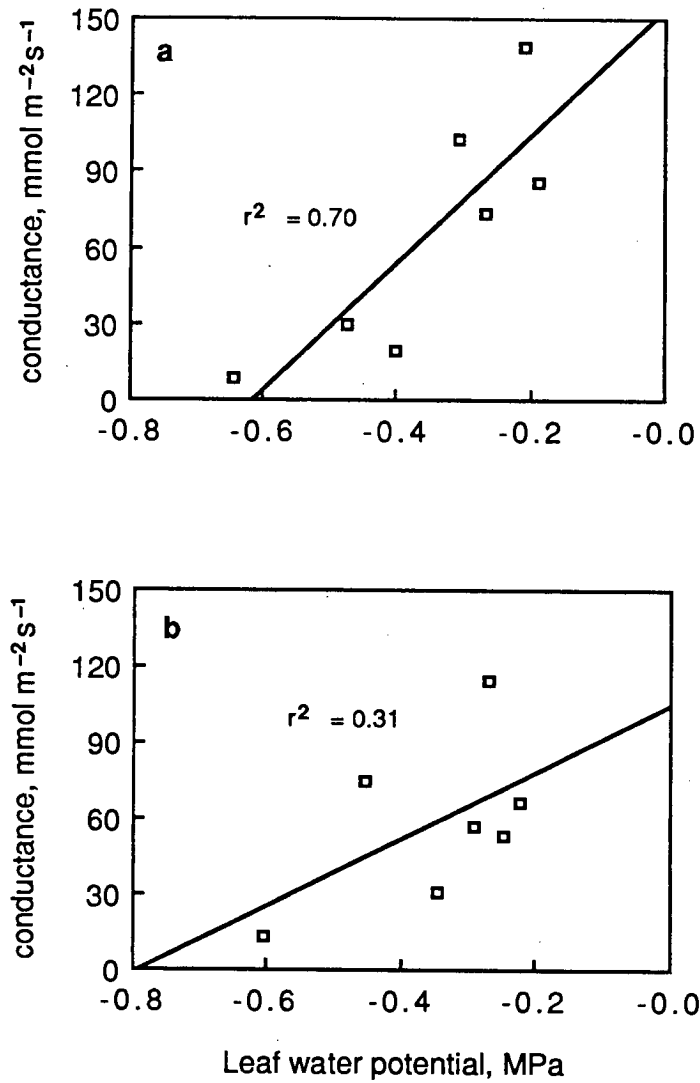 a
conductance, mmol m⁻²s⁻¹
150
120
90
60
30
0
r² = 0.70
-0.8 -0.6 -0.4 -0.2 -0.0
b
conductance, mmol m⁻²s⁻¹
150
120
90
60
30
0
r² = 0.31
-0.8 -0.6 -0.4 -0.2 -0.0
Leaf water potential, MPa